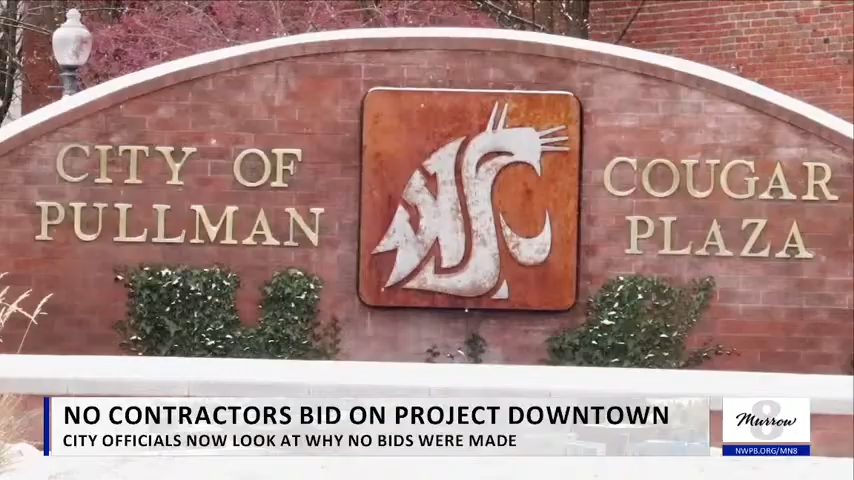 CITY OF
PULLMAN
COUGAR
PLAZA
NO CONTRACTORS BID ON PROJECT DOWNTOWN
CITY OFFICIALS NOW LOOK AT WHY NO BIDS WERE MADE
8
Murrow
NWPB.ORG/MN8